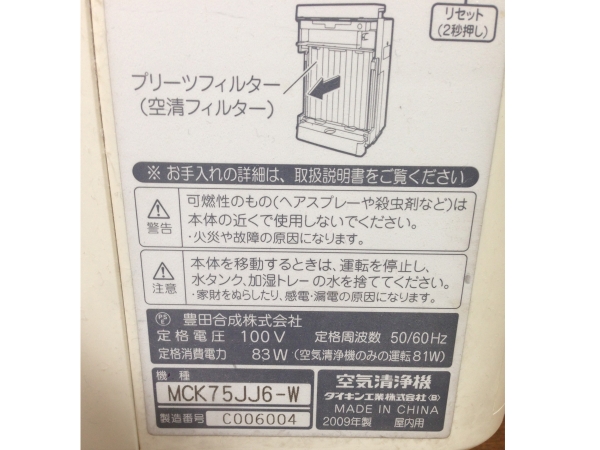 リセット
(2秒押し)
プリーツフィルター
(空清フィルター)
※ お手入れの詳細は、取扱説明書をご覧ください
警告
可燃性のもの(ヘアスプレーや殺虫剤など)は
本体の近くで使用しないでください。
・火災や故障の原因になります。
注意
本体を移動するときは、運転を停止し、
水タンク、加湿トレーの水を捨ててください。
・家財をぬらしたり、感電・漏電の原因になります。
PSE 豊田合成株式会社
定格電圧 100V 定格周波数 50/60Hz
定格消費電力 83W (空気清浄機のみの運転81W)
機種
MCK75JJ6-W
製造番号 C006004
空気清浄機
ダイキン工業株式会社
MADE IN CHINA
2009年製 屋内用